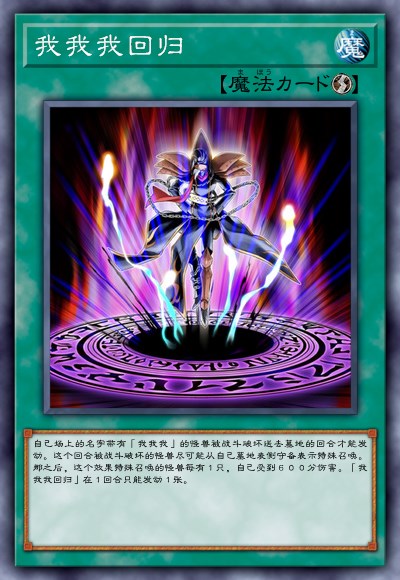 我我我回归
魔
【魔法カード】
まほう
自己场上的名字带有「我我我」的怪兽被战斗破坏送去墓地的回合才能发
动。这个回合被战斗破坏的怪兽尽可能从自己墓地表侧守备表示特殊召唤。
那之后，这个效果特殊召唤的怪兽每有１只，自己受到６００分伤害。「我
我我回归」在１回合只能发动１张。